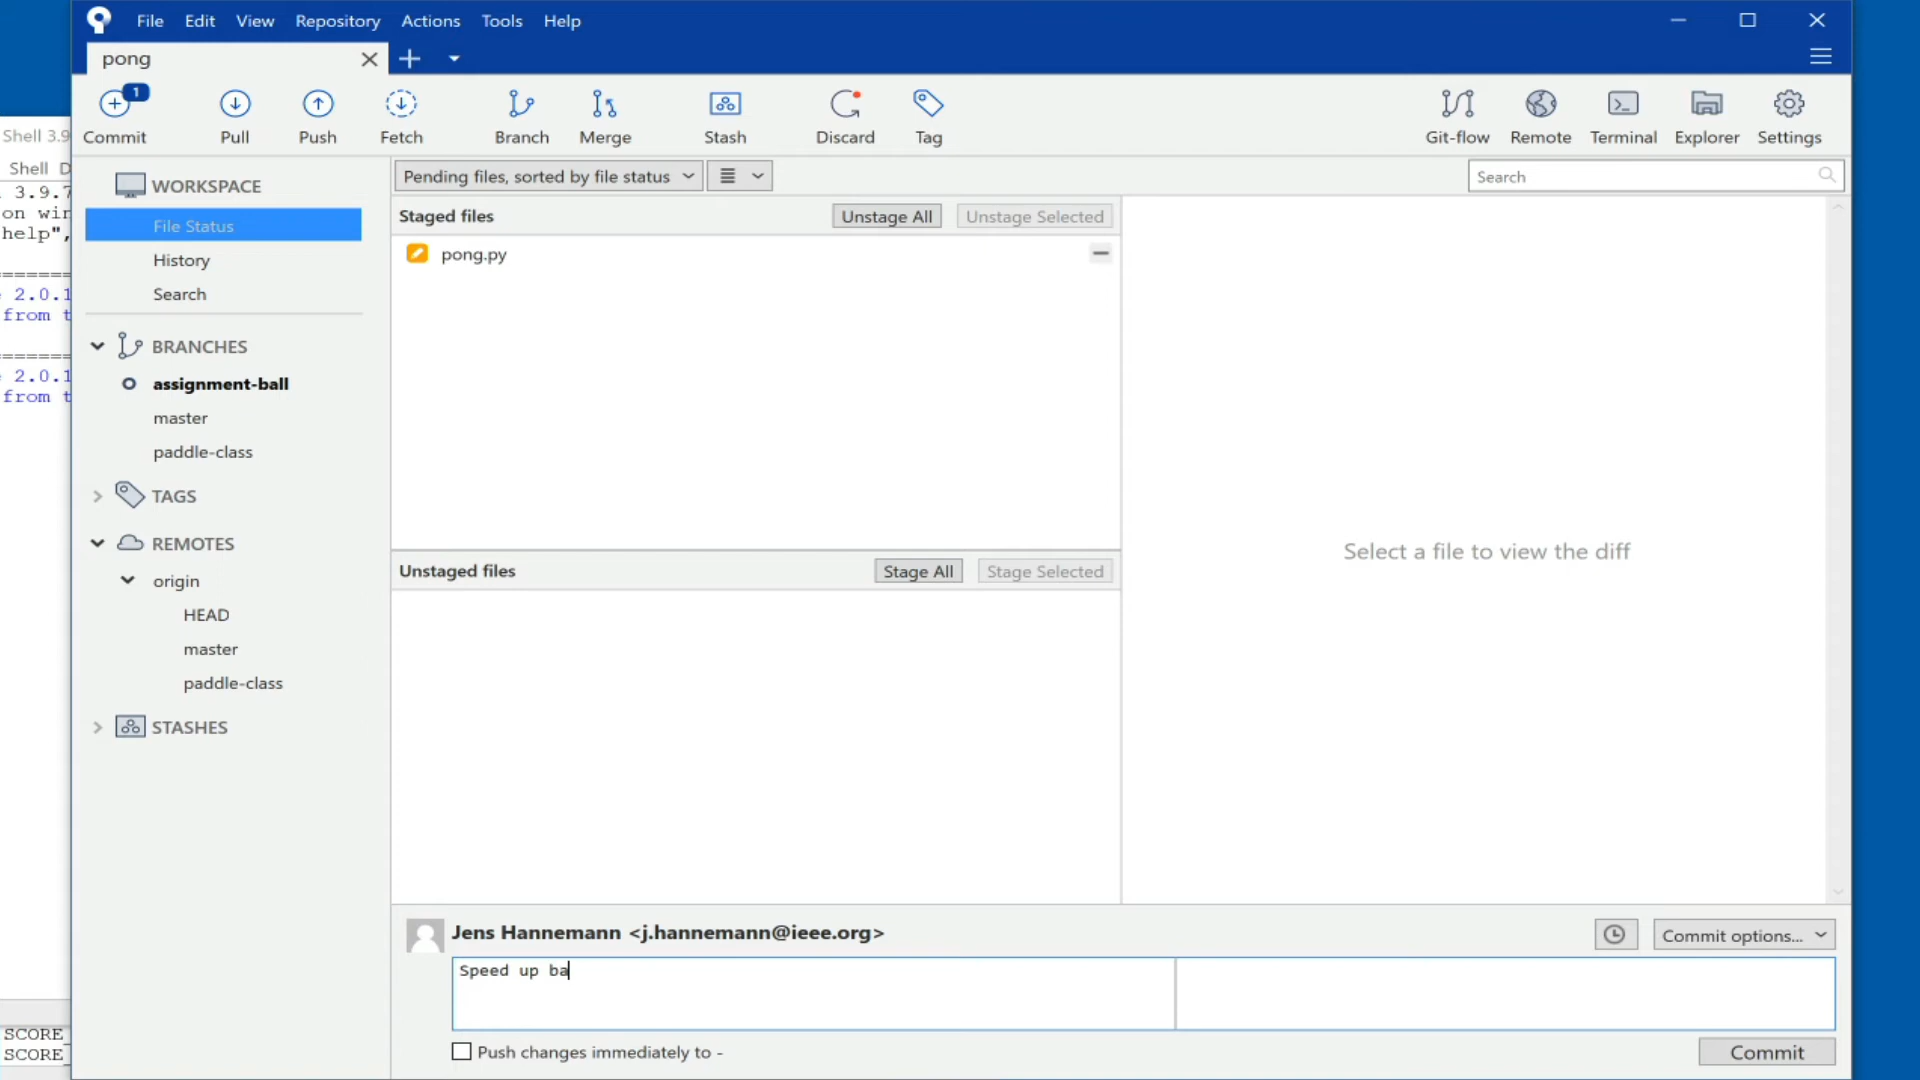 File Edit View Repository Actions Tools Help
pong
1
Commit Pull Push Fetch Branch Merge Stash Discard Tag Git-flow Remote Terminal Explorer Settings
Shell 3.9
Shell D
3.9.7
on win
help",
=======
2.0.1
from t
=======
2.0.1
from t
SCORE_
SCORE_
WORKSPACE
File Status
History
Search
BRANCHES
assignment-ball
master
paddle-class
TAGS
REMOTES
origin
HEAD
master
paddle-class
STASHES
Pending files, sorted by file status
Search
Staged files Unstage All Unstage Selected
pong.py
Unstaged files Stage All Stage Selected
Select a file to view the diff
Jens Hannemann <j.hannemann@ieee.org>
Commit options...
Speed up ba
Push changes immediately to -
Commit